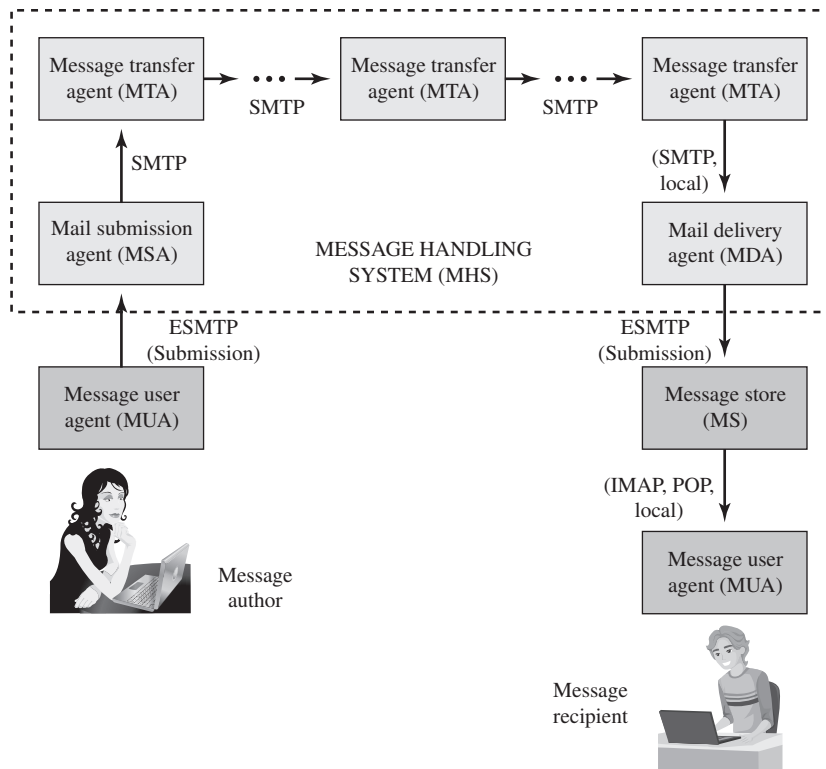 Message transfer
agent (MTA)
SMTP
Message transfer
agent (MTA)
SMTP
Message transfer
agent (MTA)
SMTP
(SMTP,
local)
Mail submission
agent (MSA)
MESSAGE HANDLING
SYSTEM (MHS)
Mail delivery
agent (MDA)
ESMTP
(Submission)
ESMTP
(Submission)
Message user
agent (MUA)
Message store
(MS)
(IMAP, POP,
local)
Message
author
Message user
agent (MUA)
Message
recipient